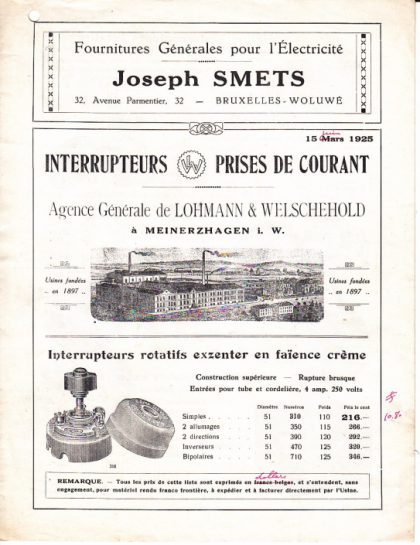 Fournitures Générales pour l'Électricité
Joseph SMETS
32, Avenue Parmentier, 32 — BRUXELLES-WOLUWÉ
juin
15 Mars 1925
INTERRUPTEURS PRISES DE COURANT
Agence Générale de LOHMANN & WELSCHEHOLD
à MEINERZHAGEN i. W.
Usines fondées
.. en 1897 ..
Usines fondées
.. en 1897 ..
Interrupteurs rotatifs exzenter en faïence crème
Construction supérieure — Rupture brusque
Entrées pour tube et cordelière, 4 amp. 250 volts
Diamètre Numéros Poids Prix le cent
Simples . . 51 310 110 216.—
2 allumages 51 350 115 266.—
2 directions 51 390 120 292.—
Inverseurs 51 470 125 320.—
Bipolaires . 51 710 125 346.—
10.80
310
dollars
REMARQUE. — Tous les prix de cette liste sont exprimés en francs-belges, et s'entendent, sans
engagement, pour matériel rendu franco frontière, à expédier et à facturer directement par l'Usine.